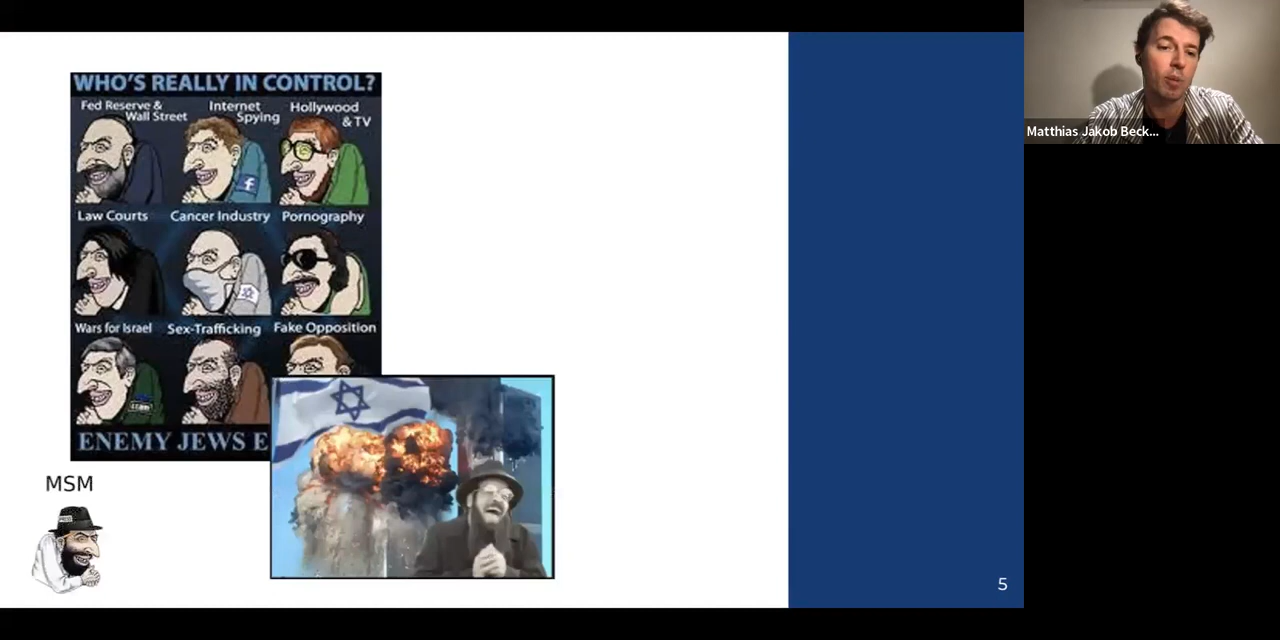 WHO'S REALLY IN CONTROL?
Fed Reserve &
Wall Street
Internet
Spying
Hollywood
& TV
f
Law Courts
Cancer Industry
Pornography
Wars for Israel
Sex-Trafficking
Fake Opposition
ENEMY JEWS E
MSM
5
Matthias Jakob Beck...